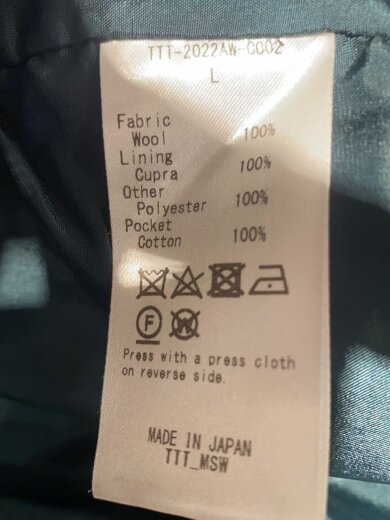 TTT-2022AW-C002
L
Fabric
Wool 100%
Lining
Cupra 100%
Other
Polyester 100%
Pocket
Cotton 100%
F W
Press with a press cloth
on reverse side.
MADE IN JAPAN
TTT_MSW